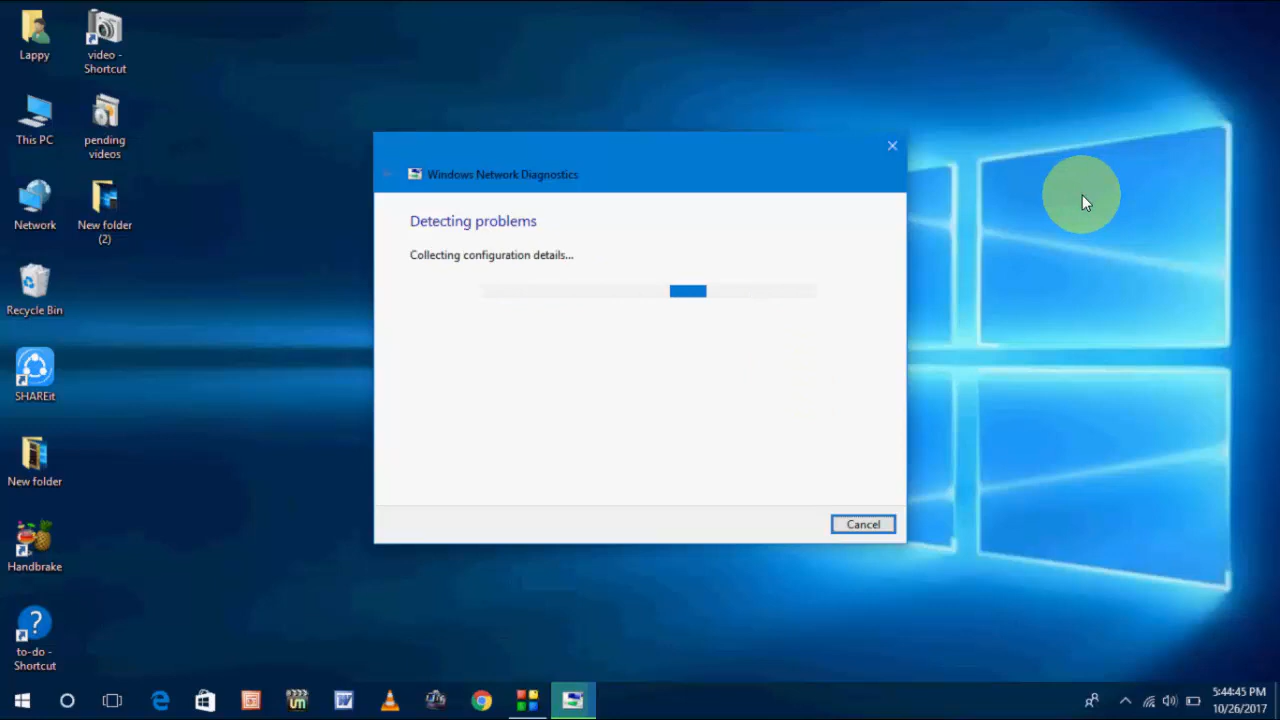 Lappy
video -
Shortcut
This PC
pending
videos
Network
New folder
(2)
Recycle Bin
SHAREit
New folder
Handbrake
to-do -
Shortcut
Windows Network Diagnostics
Detecting problems
Collecting configuration details...
Cancel
5:44:45 PM
10/26/2017